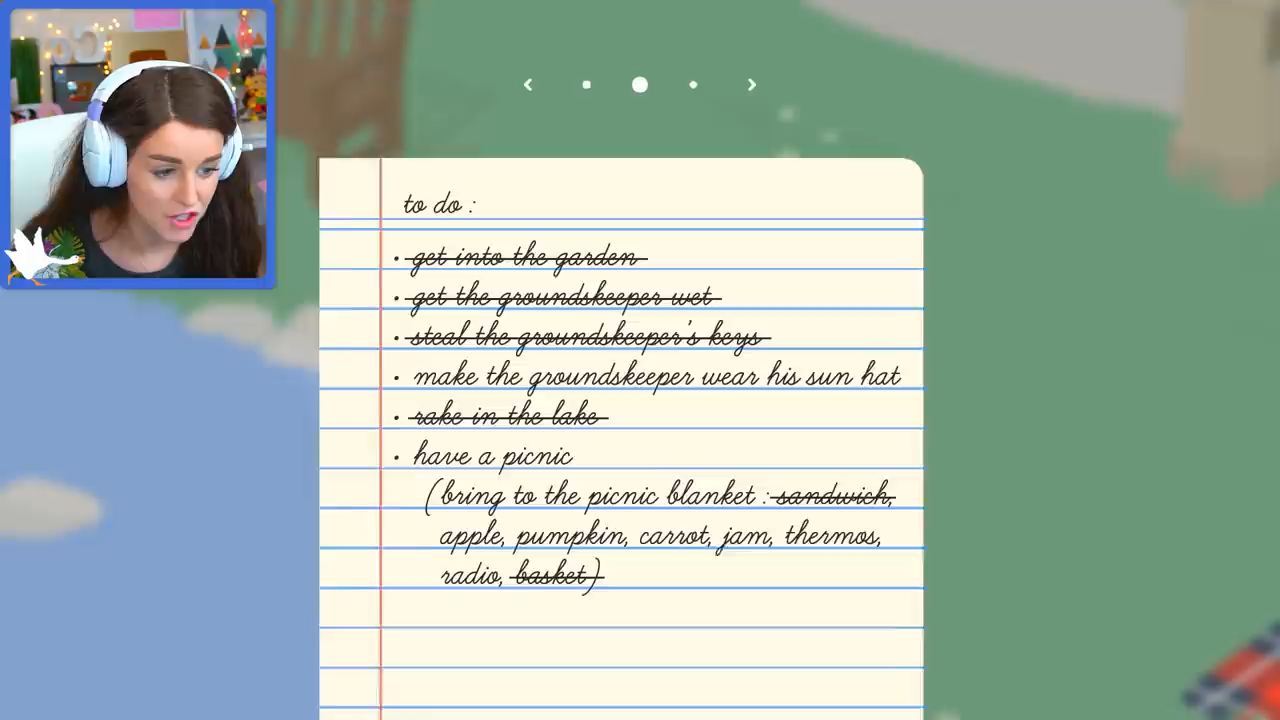 to do :
• get into the garden
• get the groundskeeper wet
• steal the groundskeeper's keys
• make the groundskeeper wear his sun hat
• rake in the lake
• have a picnic
(bring to the picnic blanket : sandwich,
apple, pumpkin, carrot, jam, thermos,
radio, basket)